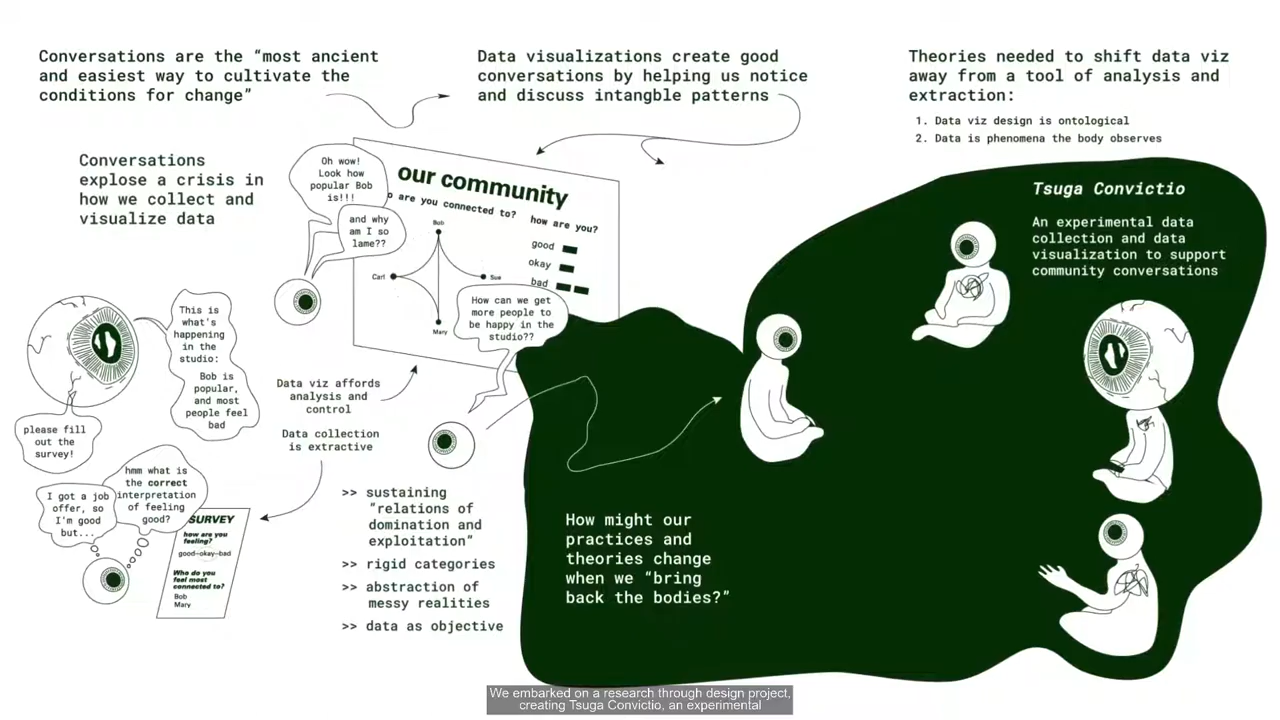 Conversations are the “most ancient
and easiest way to cultivate the
conditions for change”
Data visualizations create good
conversations by helping us notice
and discuss intangble patterns
Theories needed to shift data viz
away from a tool of analysis and
extraction:
1. Data viz design is ontological
2. Data is phenomena the body observes
Conversations
explose a crisis in
how we collect and
visualize data
Oh wow!
Look how
popular Bob
is!!!
and why
am I so
lame??
our community
o are you connected to?
Bob
Carl
Sue
Mary
how are you?
good
okay
bad
How can we get
more people to
be happy in the
studio??
Tsuga Convictio
An experimental data
collection and data
visualization to support
community conversations
This is
what's
happening
in the
studio:
Bob is
popular,
and most
people feel
bad
please fill
out the
survey!
Data viz affords
analysis and
control
Data collection
is extractive
hmm what is
the correct
interpretation
of feeling
good?
I got a job
offer, so
I'm good
but...
SURVEY
how are you
feeling?
good—okay—bad
Who do you
feel most
connected to?
Bob
Mary
>> sustaining
“relations of
domination and
exploitation”
>> rigid categories
>> abstraction of
messy realities
>> data as objective
How might our
practices and
theories change
when we “bring
back the bodies?”
We embarked on a research through design project,
creating Tsuga Convictio, an experimental